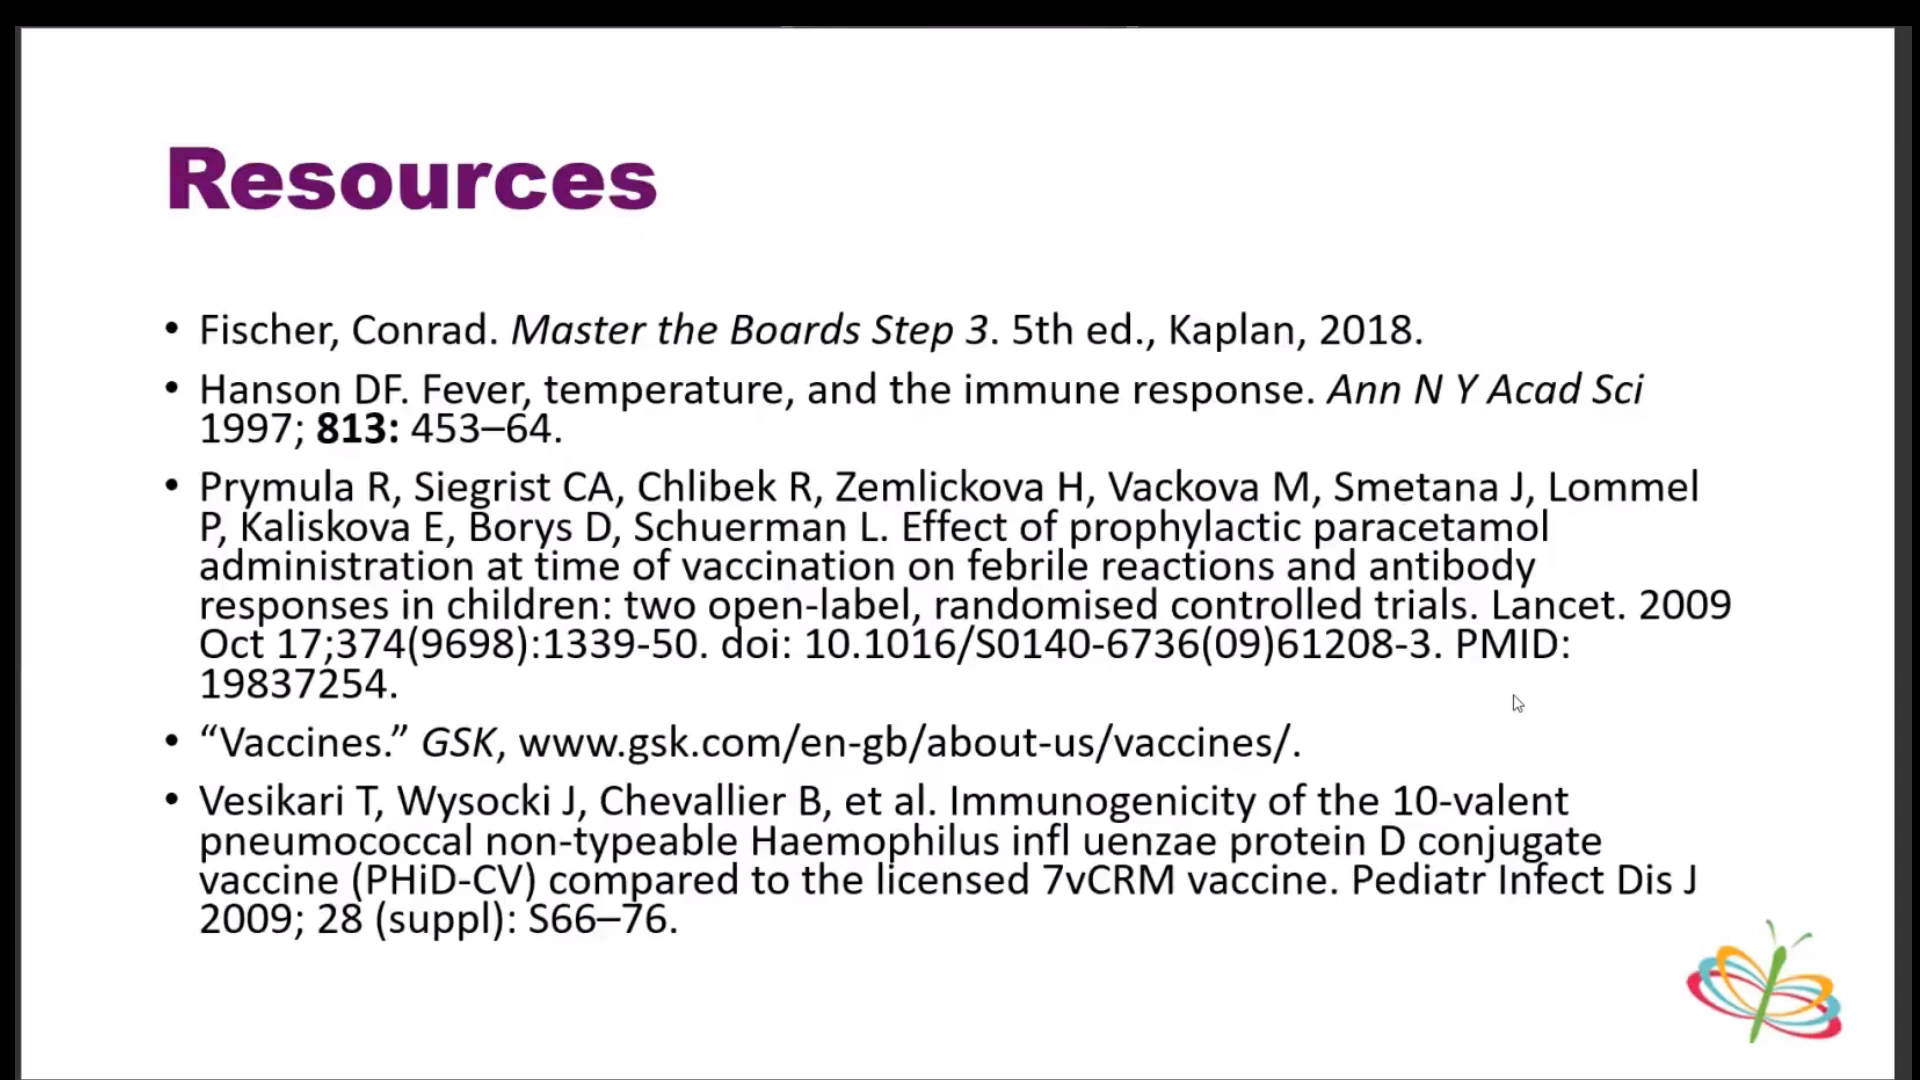 Resources
• Fischer, Conrad. Master the Boards Step 3. 5th ed., Kaplan, 2018.
• Hanson DF. Fever, temperature, and the immune response. Ann N Y Acad Sci
1997; 813: 453–64.
• Prymula R, Siegrist CA, Chlibek R, Zemlickova H, Vackova M, Smetana J, Lommel
P, Kaliskova E, Borys D, Schuerman L. Effect of prophylactic paracetamol
administration at time of vaccination on febrile reactions and antibody
responses in children: two open-label, randomised controlled trials. Lancet. 2009
Oct 17;374(9698):1339-50. doi: 10.1016/S0140-6736(09)61208-3. PMID:
19837254.
• “Vaccines.” GSK, www.gsk.com/en-gb/about-us/vaccines/.
• Vesikari T, Wysocki J, Chevallier B, et al. Immunogenicity of the 10-valent
pneumococcal non-typeable Haemophilus infl uenzae protein D conjugate
vaccine (PHiD-CV) compared to the licensed 7vCRM vaccine. Pediatr Infect Dis J
2009; 28 (suppl): S66–76.